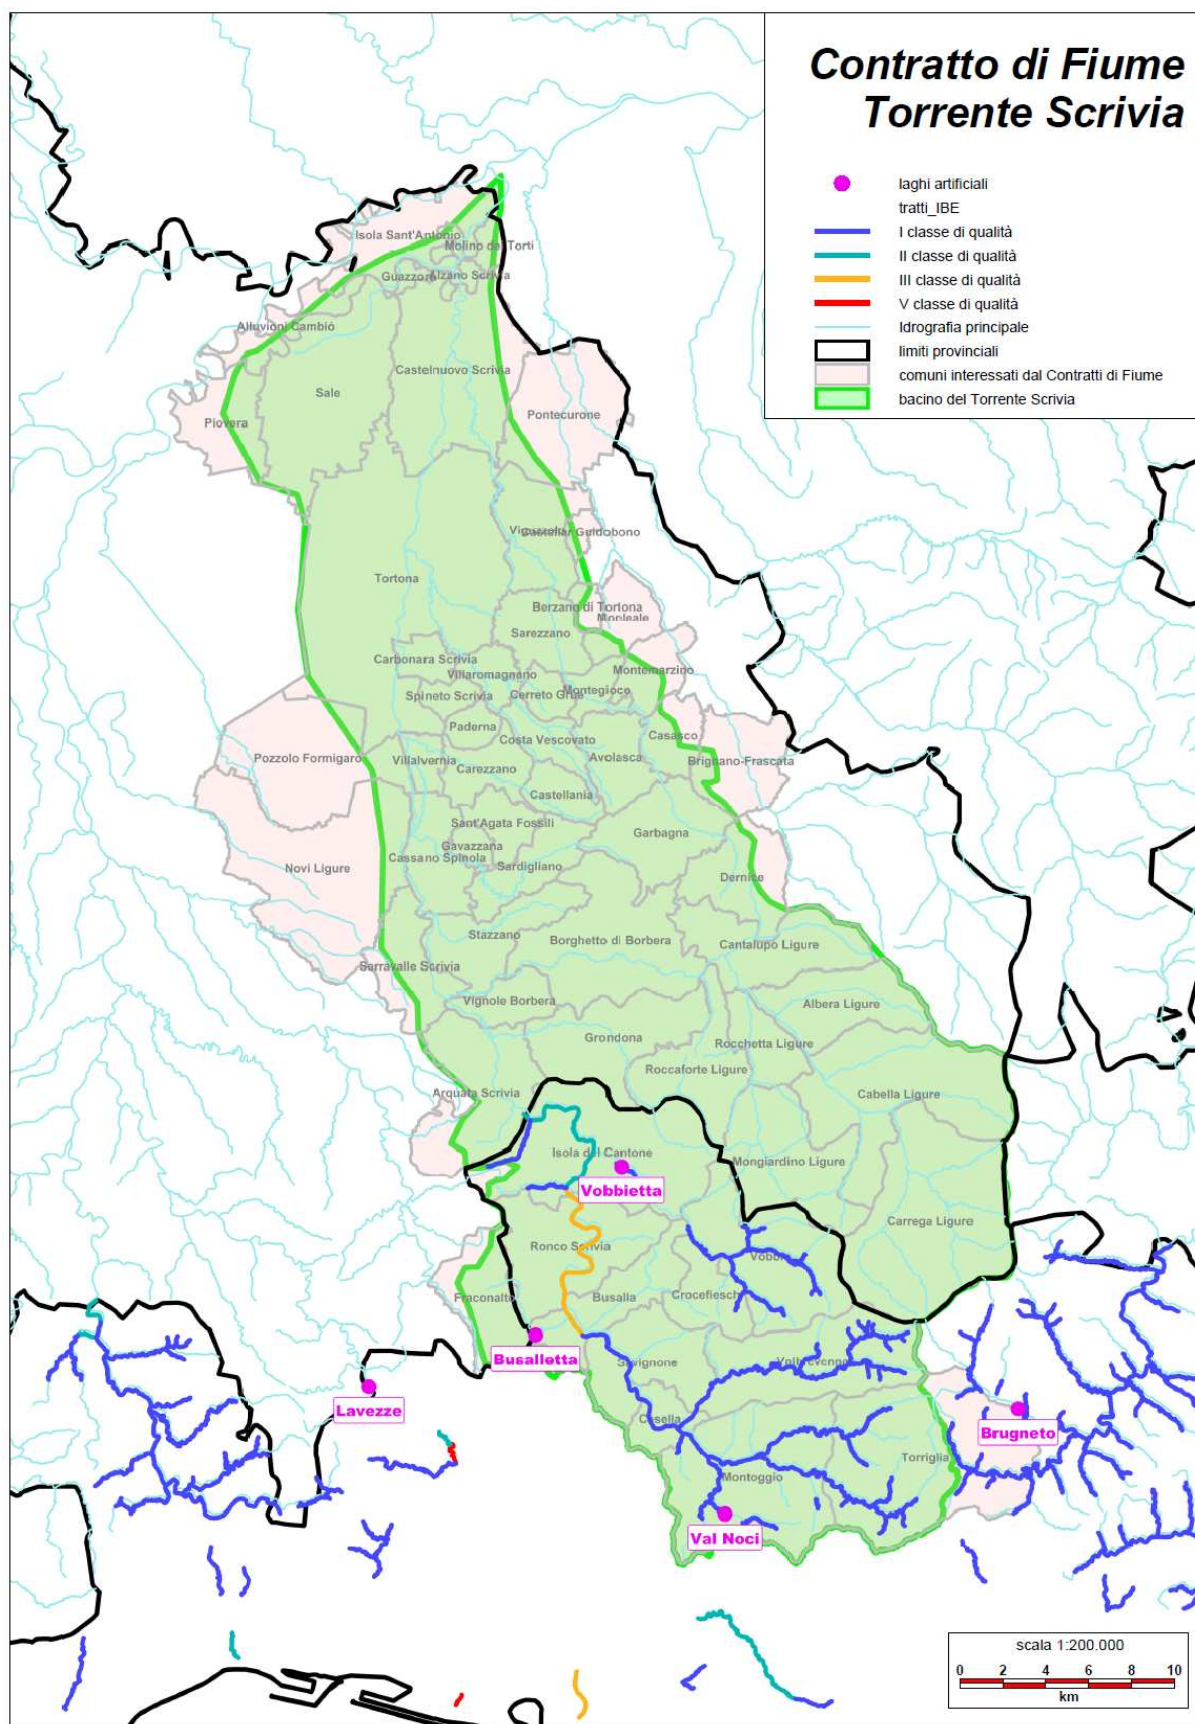 Contratto di Fiume
Torrente Scrivia
laghi artificiali
tratti_IBE
I classe di qualità
II classe di qualità
III classe di qualità
V classe di qualità
Idrografia principale
limiti provinciali
comuni interessati dal Contratti di Fiume
bacino del Torrente Scrivia
Isola Sant'Antonio
Molino dei Torti
Guazzora
Alzano Scrivia
Alluvioni Cambiò
Castelnuovo Scrivia
Sale
Pontecurone
Piovera
Viguzzolo
Castellar Guidobono
Tortona
Berzano di Tortona
Monleale
Sarezzano
Carbonara Scrivia
Villaromagnano
Montemarzino
Spineto Scrivia
Cerreto Grue
Montegioco
Paderna
Costa Vescovato
Casasco
Pozzolo Formigaro
Villalvernia
Carezzano
Avolasca
Brignano-Frascata
Castellania
Sant'Agata Fossili
Garbagna
Gavazzana
Cassano Spinola
Sardigliano
Novi Ligure
Dernice
Stazzano
Borghetto di Borbera
Cantalupo Ligure
Serravalle Scrivia
Vignole Borbera
Albera Ligure
Grondona
Rocchetta Ligure
Roccaforte Ligure
Arquata Scrivia
Cabella Ligure
Isola del Cantone
Mongiardino Ligure
Vobbietta
Carrega Ligure
Ronco Scrivia
Vobbia
Fraconalto
Busalla
Crocefieschi
Busalletta
Savignone
Valbrevenna
Lavezze
Casella
Brugneto
Torriglia
Montoggio
Val Noci
scala 1:200.000
0 2 4 6 8 10
km